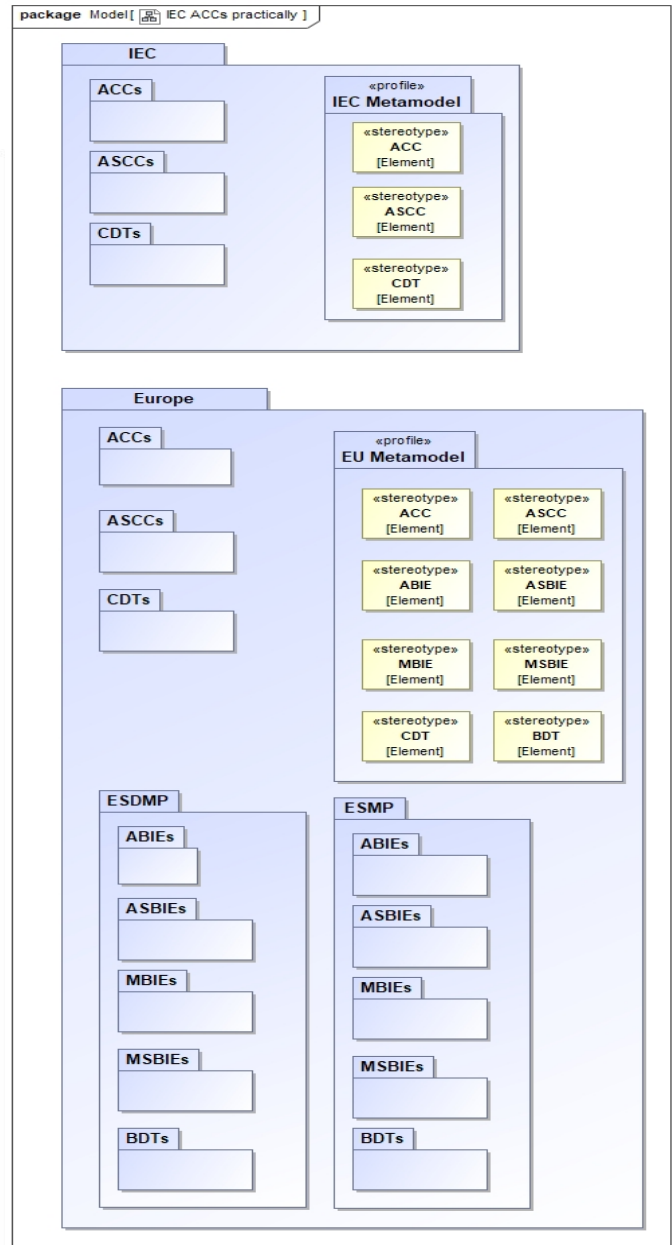 package Model[ IEC ACCs practically ]
IEC
ACCs
ASCCs
CDTs
«profile»
IEC Metamodel
«stereotype»
ACC
[Element]
«stereotype»
ASCC
[Element]
«stereotype»
CDT
[Element]
Europe
ACCs
ASCCs
CDTs
«profile»
EU Metamodel
«stereotype»
ACC
[Element]
«stereotype»
ASCC
[Element]
«stereotype»
ABIE
[Element]
«stereotype»
ASBIE
[Element]
«stereotype»
MBIE
[Element]
«stereotype»
MSBIE
[Element]
«stereotype»
CDT
[Element]
«stereotype»
BDT
[Element]
ESDMP
ABIEs
ASBIEs
MBIEs
MSBIEs
BDTs
ESMP
ABIEs
ASBIEs
MBIEs
MSBIEs
BDTs